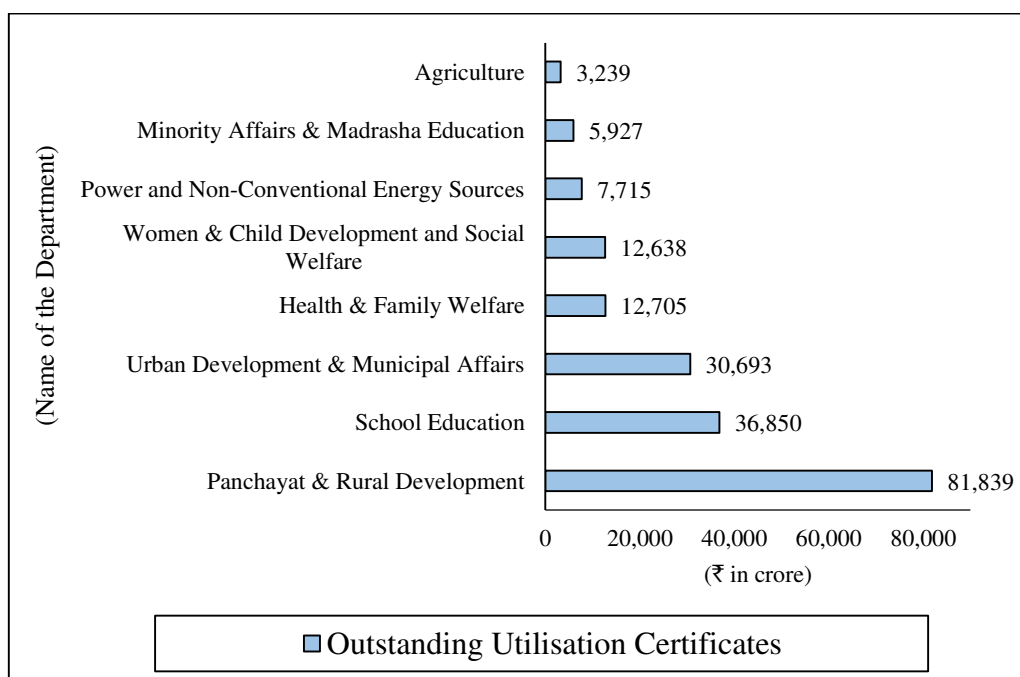 (Name of the Department)
Agriculture
3,239
Minority Affairs & Madrasha Education
5,927
Power and Non-Conventional Energy Sources
7,715
Women & Child Development and Social
Welfare
12,638
Health & Family Welfare
12,705
Urban Development & Municipal Affairs
30,693
School Education
36,850
Panchayat & Rural Development
81,839
0 20,000 40,000 60,000 80,000
(₹ in crore)
Outstanding Utilisation Certificates